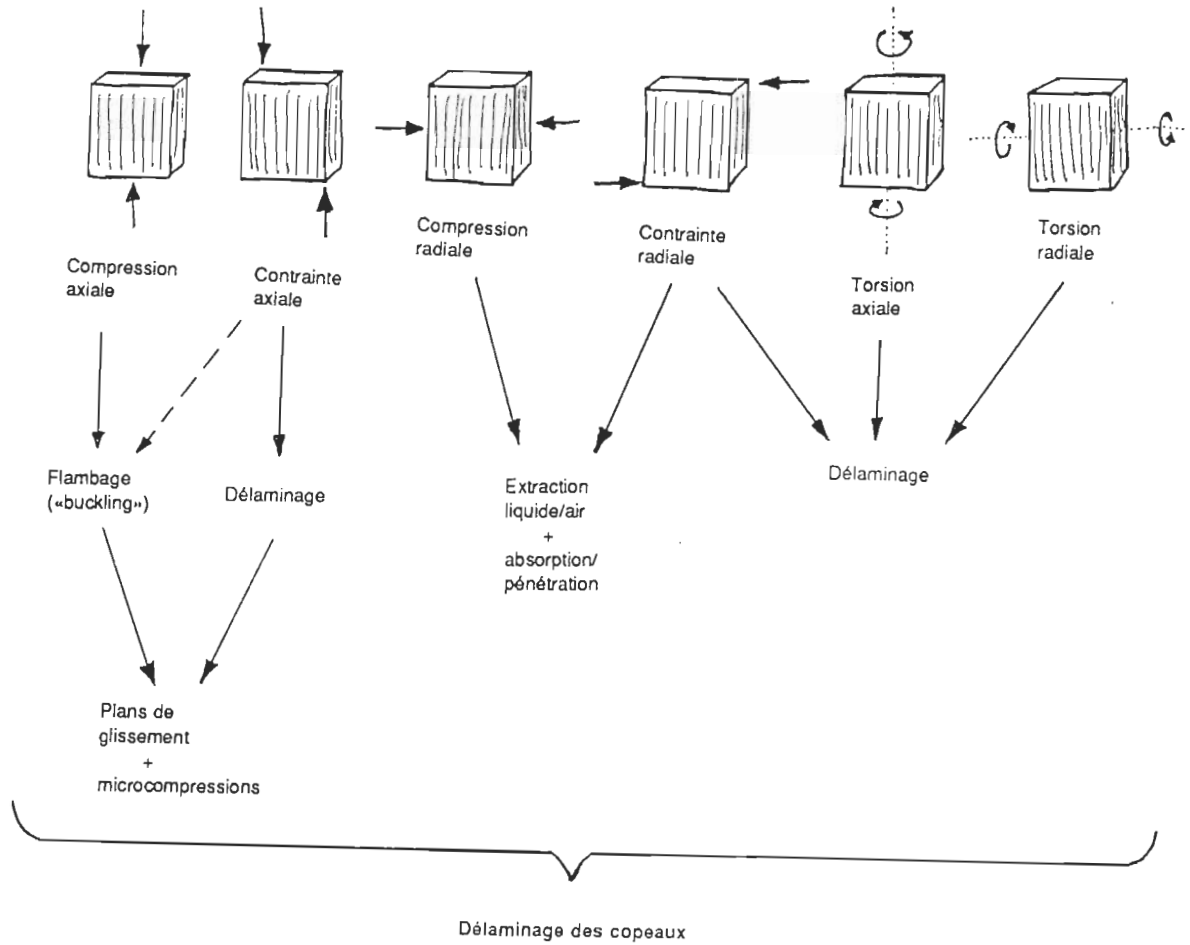 Compression
axiale
Contrainte
axiale
Compression
radiale
Contrainte
radiale
Torsion
axiale
Torsion
radiale
Flambage
(«buckling»)
Délaminage
Extraction
liquide/air
+
absorption/
pénétration
Délaminage
Plans de
glissement
+
microcompressions
Délaminage des copeaux